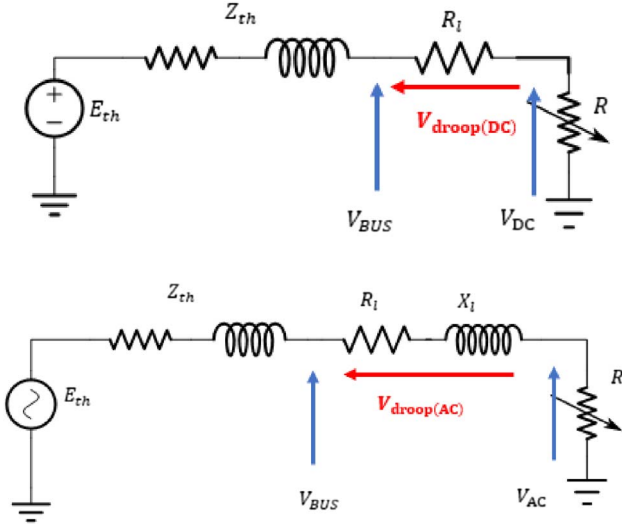 Z_th
R_l
+
−
E_th
R
V_droop(DC)
V_BUS
V_DC
Z_th
R_l
X_l
E_th
R
V_droop(AC)
V_BUS
V_AC